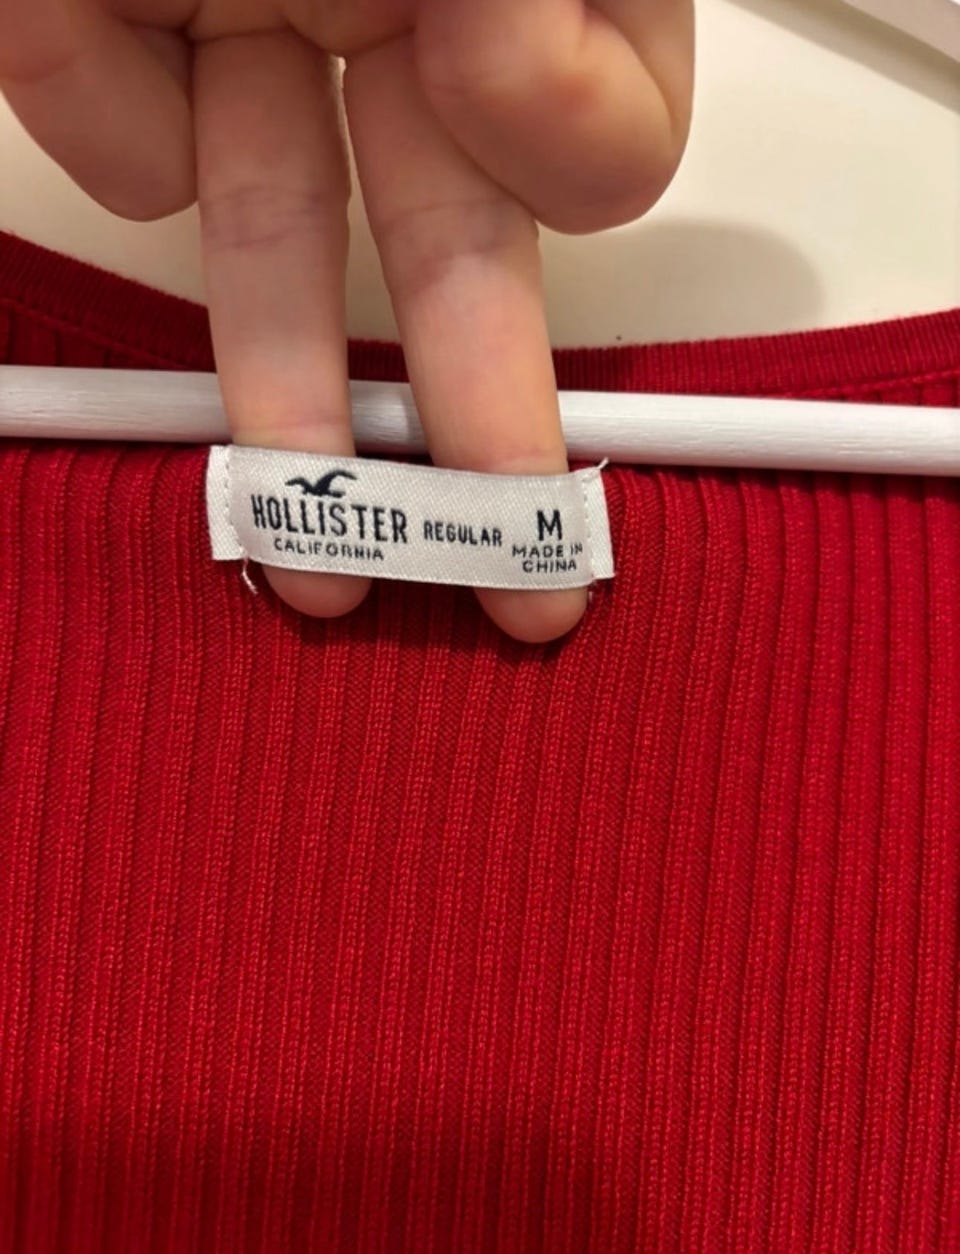 HOLLISTER
CALIFORNIA
REGULAR
M
MADE IN
CHINA